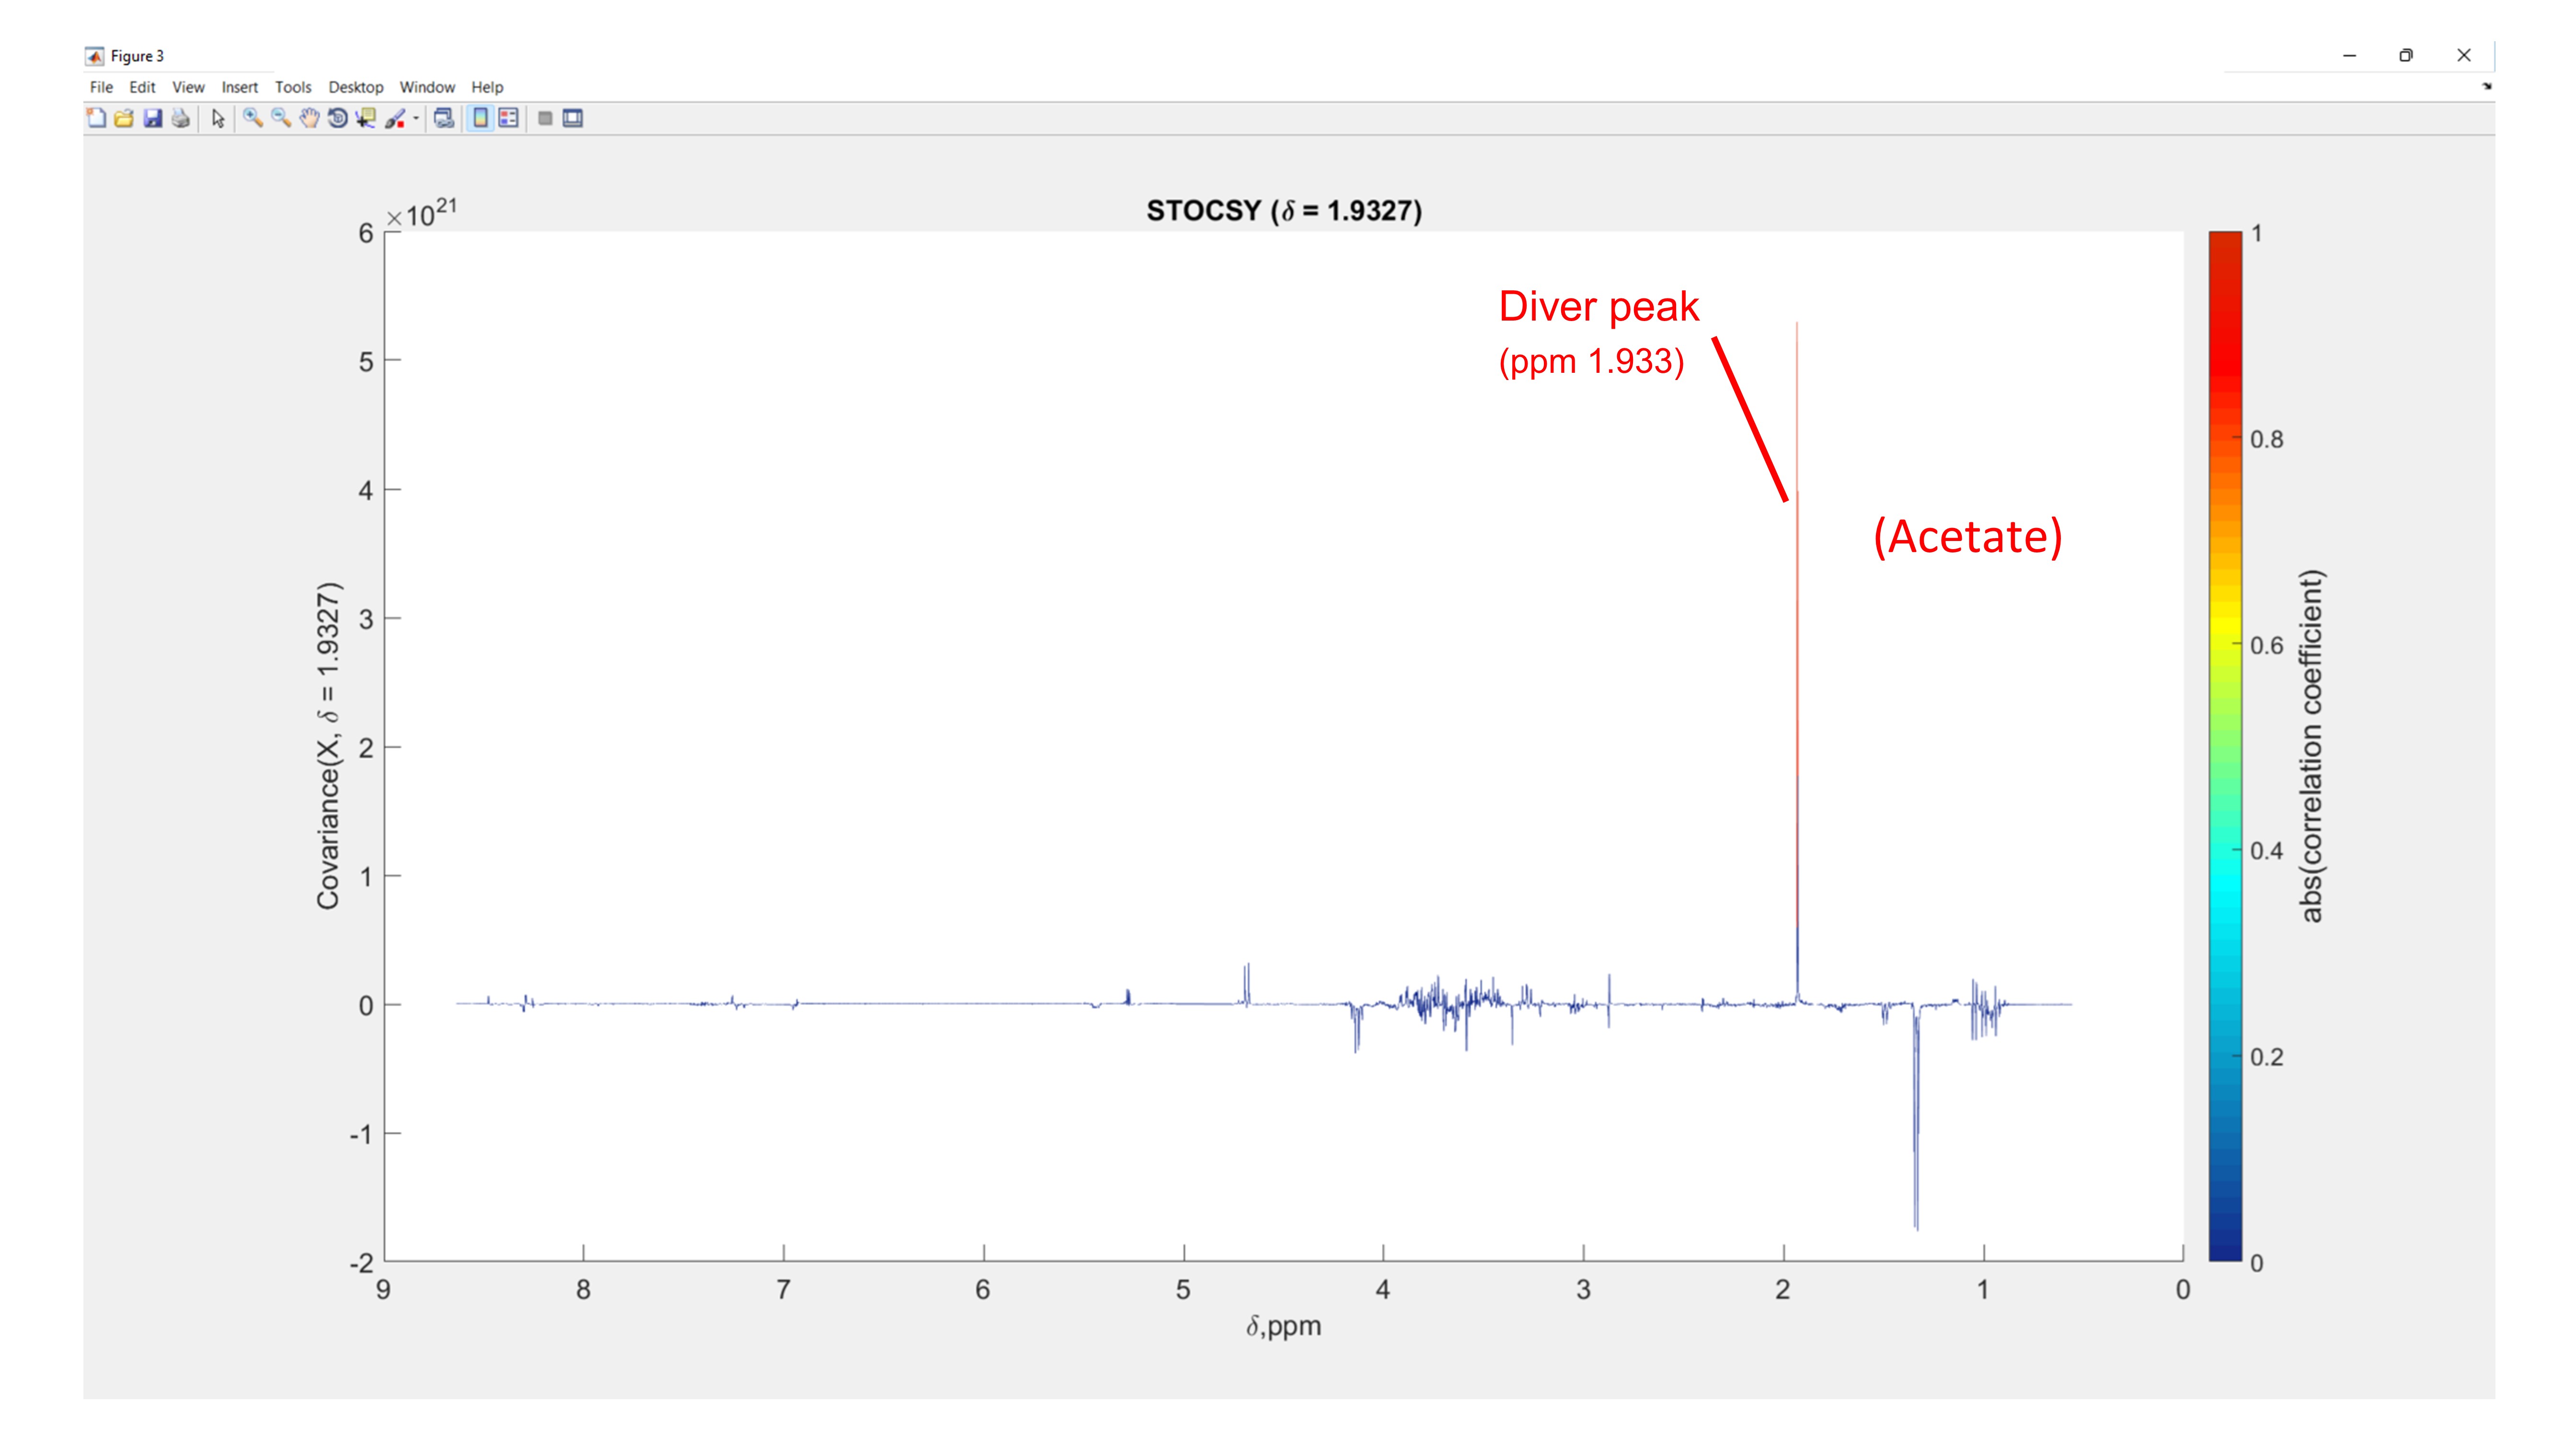 Figure 3
File Edit View Insert Tools Desktop Window Help
STOCSY (δ = 1.9327)
×10^21
6
5
4
3
2
1
0
-1
-2
Covariance(X, δ = 1.9327)
Diver peak
(ppm 1.933)
(Acetate)
9 8 7 6 5 4 3 2 1 0
δ,ppm
1
0.8
0.6
0.4
0.2
0
abs(correlation coefficient)